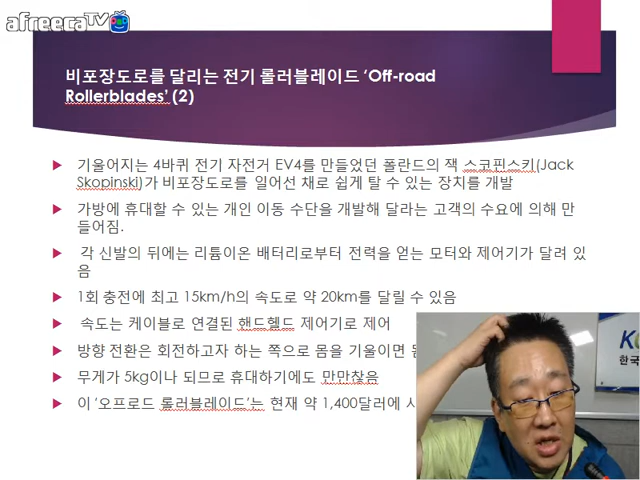 afreecaTV
비포장도로를 달리는 전기 롤러블레이드 ‘Off-road
Rollerblades’ (2)
기울어지는 4바퀴 전기 자전거 EV4를 만들었던 폴란드의 잭 스코핀스키(Jack
Skopinski)가 비포장도로를 일어선 채로 쉽게 탈 수 있는 장치를 개발
가방에 휴대할 수 있는 개인 이동 수단을 개발해 달라는 고객의 수요에 의해 만
들어짐.
각 신발의 뒤에는 리튬이온 배터리로부터 전력을 얻는 모터와 제어기가 달려 있
음
1회 충전에 최고 15km/h의 속도로 약 20km를 달릴 수 있음
속도는 케이블로 연결된 핸드헬드 제어기로 제어
방향 전환은 회전하고자 하는 쪽으로 몸을 기울이면
무게가 5kg이나 되므로 휴대하기에도 만만찮음
이 ‘오프로드 롤러블레이드’는 현재 약 1,400달러에
한국